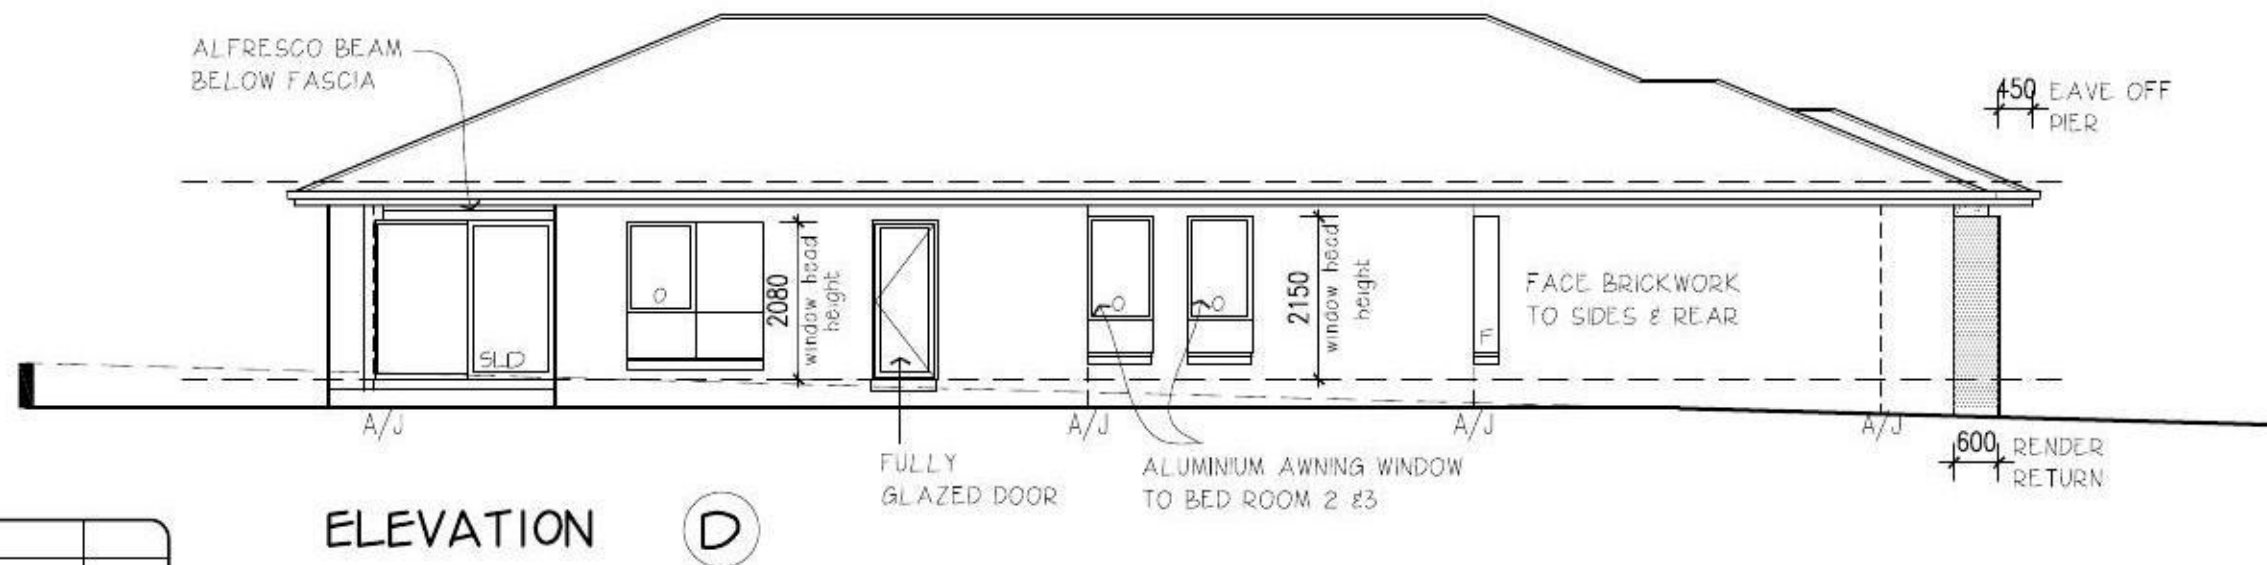 ALFRESCO BEAM
BELOW FASCIA
450 EAVE OFF
PIER
2080
window head
height
2150
window head
height
FACE BRICKWORK
TO SIDES & REAR
O
O
O
F
SLD
A/J
A/J
A/J
A/J
FULLY
GLAZED DOOR
ALUMINIUM AWNING WINDOW
TO BED ROOM 2 &3
600 RENDER
RETURN
ELEVATION D